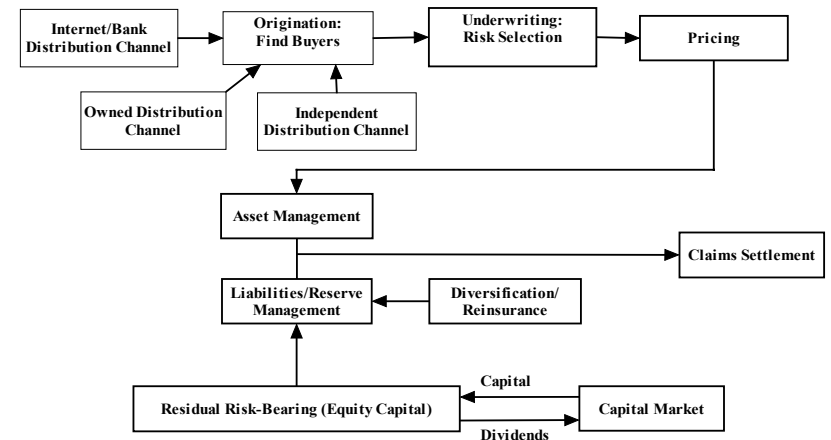 Internet/Bank
Distribution Channel
Origination:
Find Buyers
Underwriting:
Risk Selection
Pricing
Owned Distribution
Channel
Independent
Distribution Channel
Asset Management
Claims Settlement
Liabilities/Reserve
Management
Diversification/
Reinsurance
Residual Risk-Bearing (Equity Capital)
Capital
Capital Market
Dividends